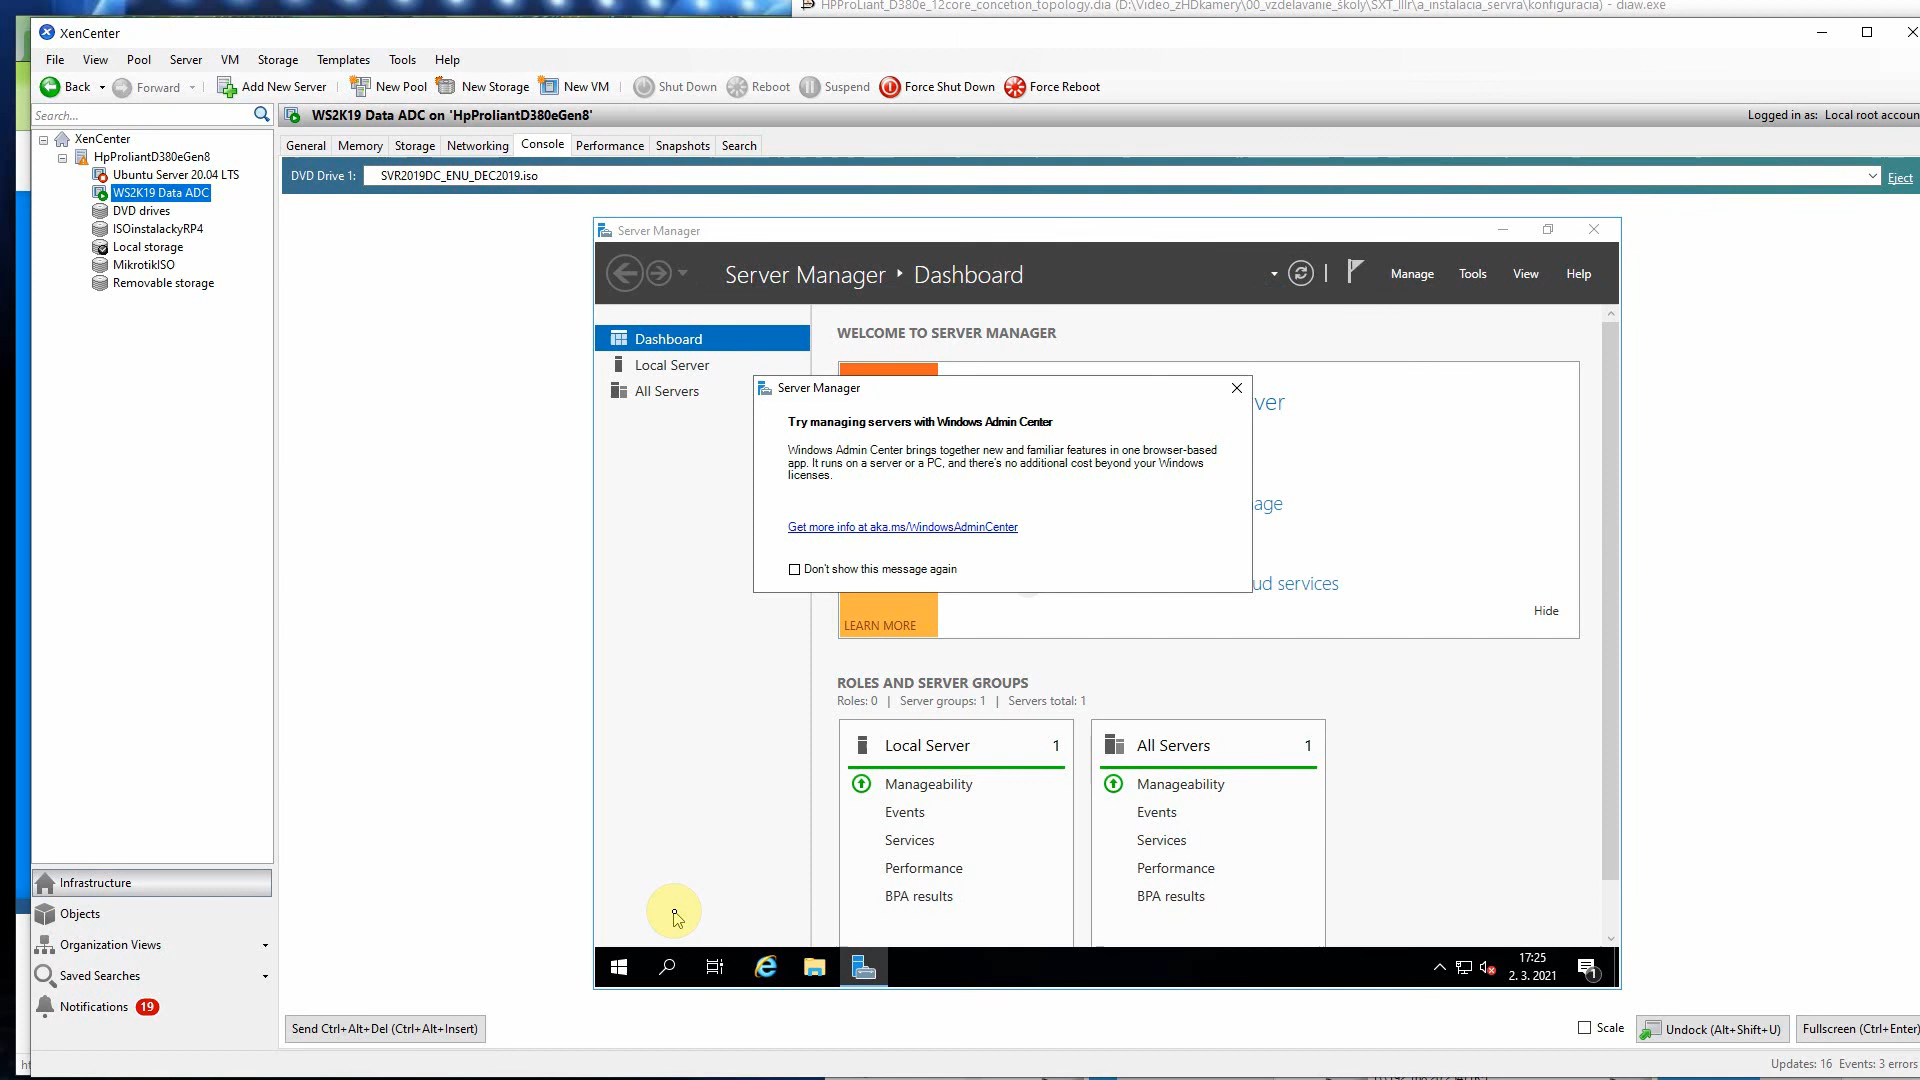 HPProLiant_D380e_12core_concetion_topology.dia (D:\Video_zHDkamery\00_vzdelavanie_školy\SXT_IIIr\a_instalacia_servra\konfiguracia) - diaw.exe
XenCenter
File View Pool Server VM Storage Templates Tools Help
Back Forward Add New Server New Pool New Storage New VM Shut Down Reboot Suspend Force Shut Down Force Reboot
Search...
WS2K19 Data ADC on 'HpProliantD380eGen8'
Logged in as: Local root accoun
XenCenter
HpProliantD380eGen8
Ubuntu Server 20.04 LTS
WS2K19 Data ADC
DVD drives
ISOinstalackyRP4
Local storage
MikrotikISO
Removable storage
General Memory Storage Networking Console Performance Snapshots Search
DVD Drive 1: SVR2019DC_ENU_DEC2019.iso
Eject
Server Manager
Server Manager Dashboard
Manage Tools View Help
Dashboard
Local Server
All Servers
WELCOME TO SERVER MANAGER
Server Manager
Try managing servers with Windows Admin Center
Windows Admin Center brings together new and familiar features in one browser-based
app. It runs on a server or a PC, and there's no additional cost beyond your Windows
licenses.
Get more info at aka.ms/WindowsAdminCenter
Don't show this message again
ver
age
ud services
Hide
LEARN MORE
ROLES AND SERVER GROUPS
Roles: 0 | Server groups: 1 | Servers total: 1
Local Server 1
Manageability
Events
Services
Performance
BPA results
All Servers 1
Manageability
Events
Services
Performance
BPA results
17:25
2. 3. 2021
1
Infrastructure
Objects
Organization Views
Saved Searches
Notifications 19
Send Ctrl+Alt+Del (Ctrl+Alt+Insert)
Scale
Undock (Alt+Shift+U)
Fullscreen (Ctrl+Enter)
Updates: 16 Events: 3 errors